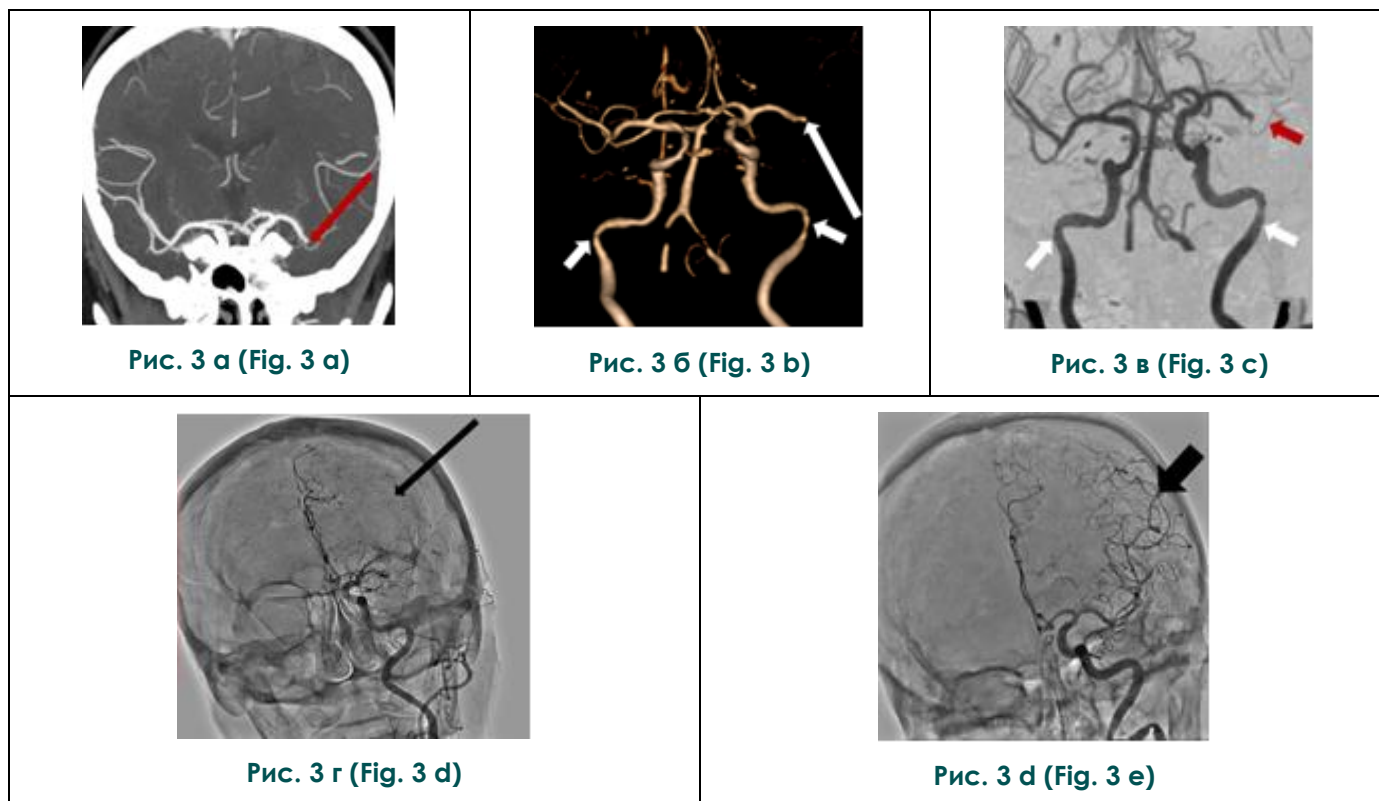 Рис. 3 а (Fig. 3 a)
Рис. 3 б (Fig. 3 b)
Рис. 3 в (Fig. 3 c)
Рис. 3 г (Fig. 3 d)
Рис. 3 d (Fig. 3 e)